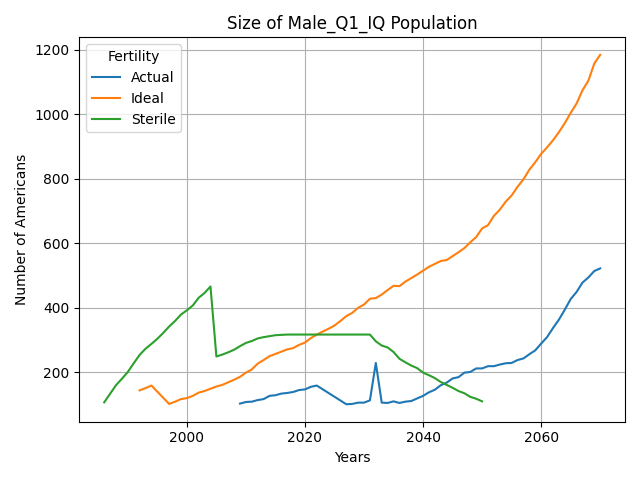 Size of Male_Q1_IQ Population
Fertility
Actual
Ideal
Sterile
1200
1000
800
600
400
200
Number of Americans
2000
2020
2040
2060
Years